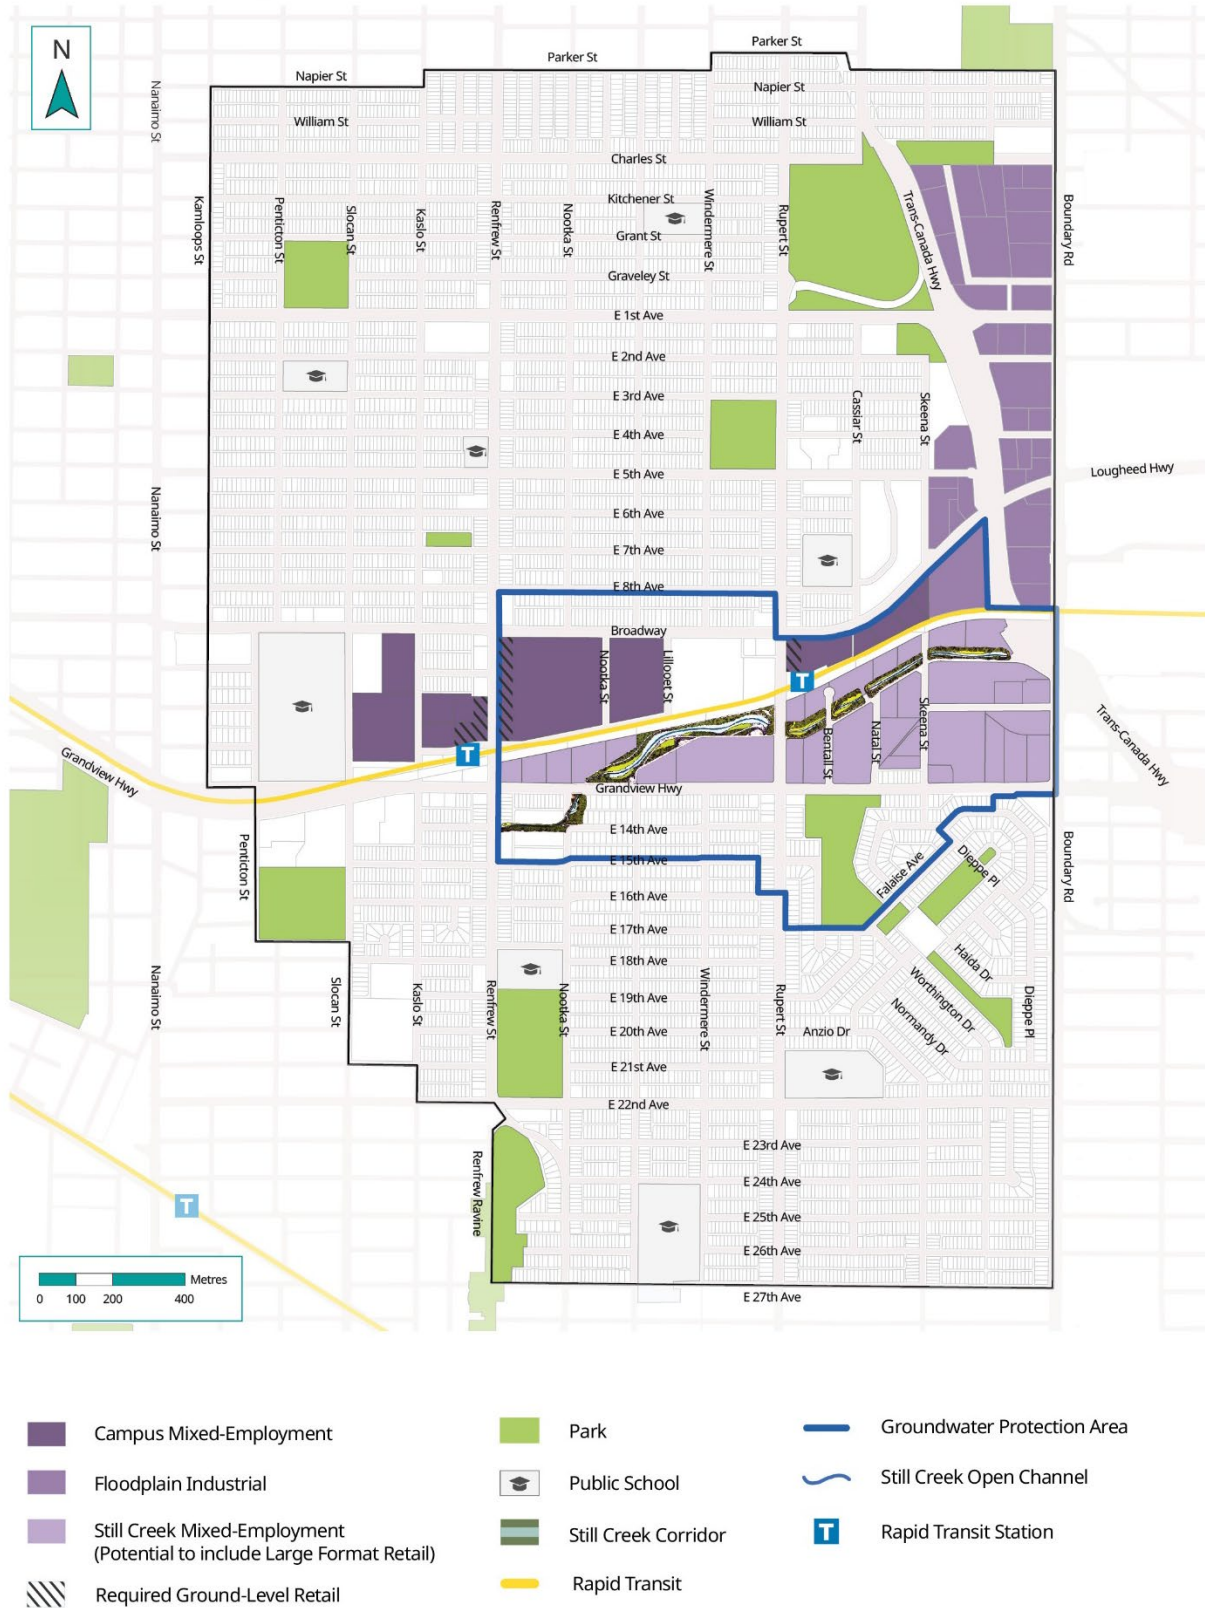 N
Parker St
Parker St
Napier St
Napier St
William St
William St
Charles St
Kitchener St
Grant St
Graveley St
E 1st Ave
E 2nd Ave
E 3rd Ave
E 4th Ave
E 5th Ave
E 6th Ave
E 7th Ave
E 8th Ave
Broadway
Nanaimo St
Kamloops St
Penticton St
Slocan St
Kaslo St
Renfrew St
Nootka St
Windermere St
Rupert St
Trans-Canada Hwy
Boundary Rd
Cassiar St
Skeena St
Lougheed Hwy
Nanaimo St
Nootka St
Lillooet St
T
T
Bentall St
Natal St
Skeena St
Trans-Canada Hwy
Grandview Hwy
Grandview Hwy
E 14th Ave
E 15th Ave
E 16th Ave
E 17th Ave
E 18th Ave
E 19th Ave
E 20th Ave
E 21st Ave
E 22nd Ave
Penticton St
Falaise Ave
Dieppe Pl
Boundary Rd
Haida Dr
Worthington Dr
Normandy Dr
Dieppe Pl
Anzio Dr
Nanaimo St
Slocan St
Kaslo St
Renfrew St
Nootka St
Windermere St
Rupert St
E 23rd Ave
E 24th Ave
E 25th Ave
E 26th Ave
E 27th Ave
Renfrew Ravine
T
Metres
0 100 200 400
Campus Mixed-Employment
Floodplain Industrial
Still Creek Mixed-Employment
(Potential to include Large Format Retail)
Required Ground-Level Retail
Park
Public School
Still Creek Corridor
Rapid Transit
Groundwater Protection Area
Still Creek Open Channel
T
Rapid Transit Station